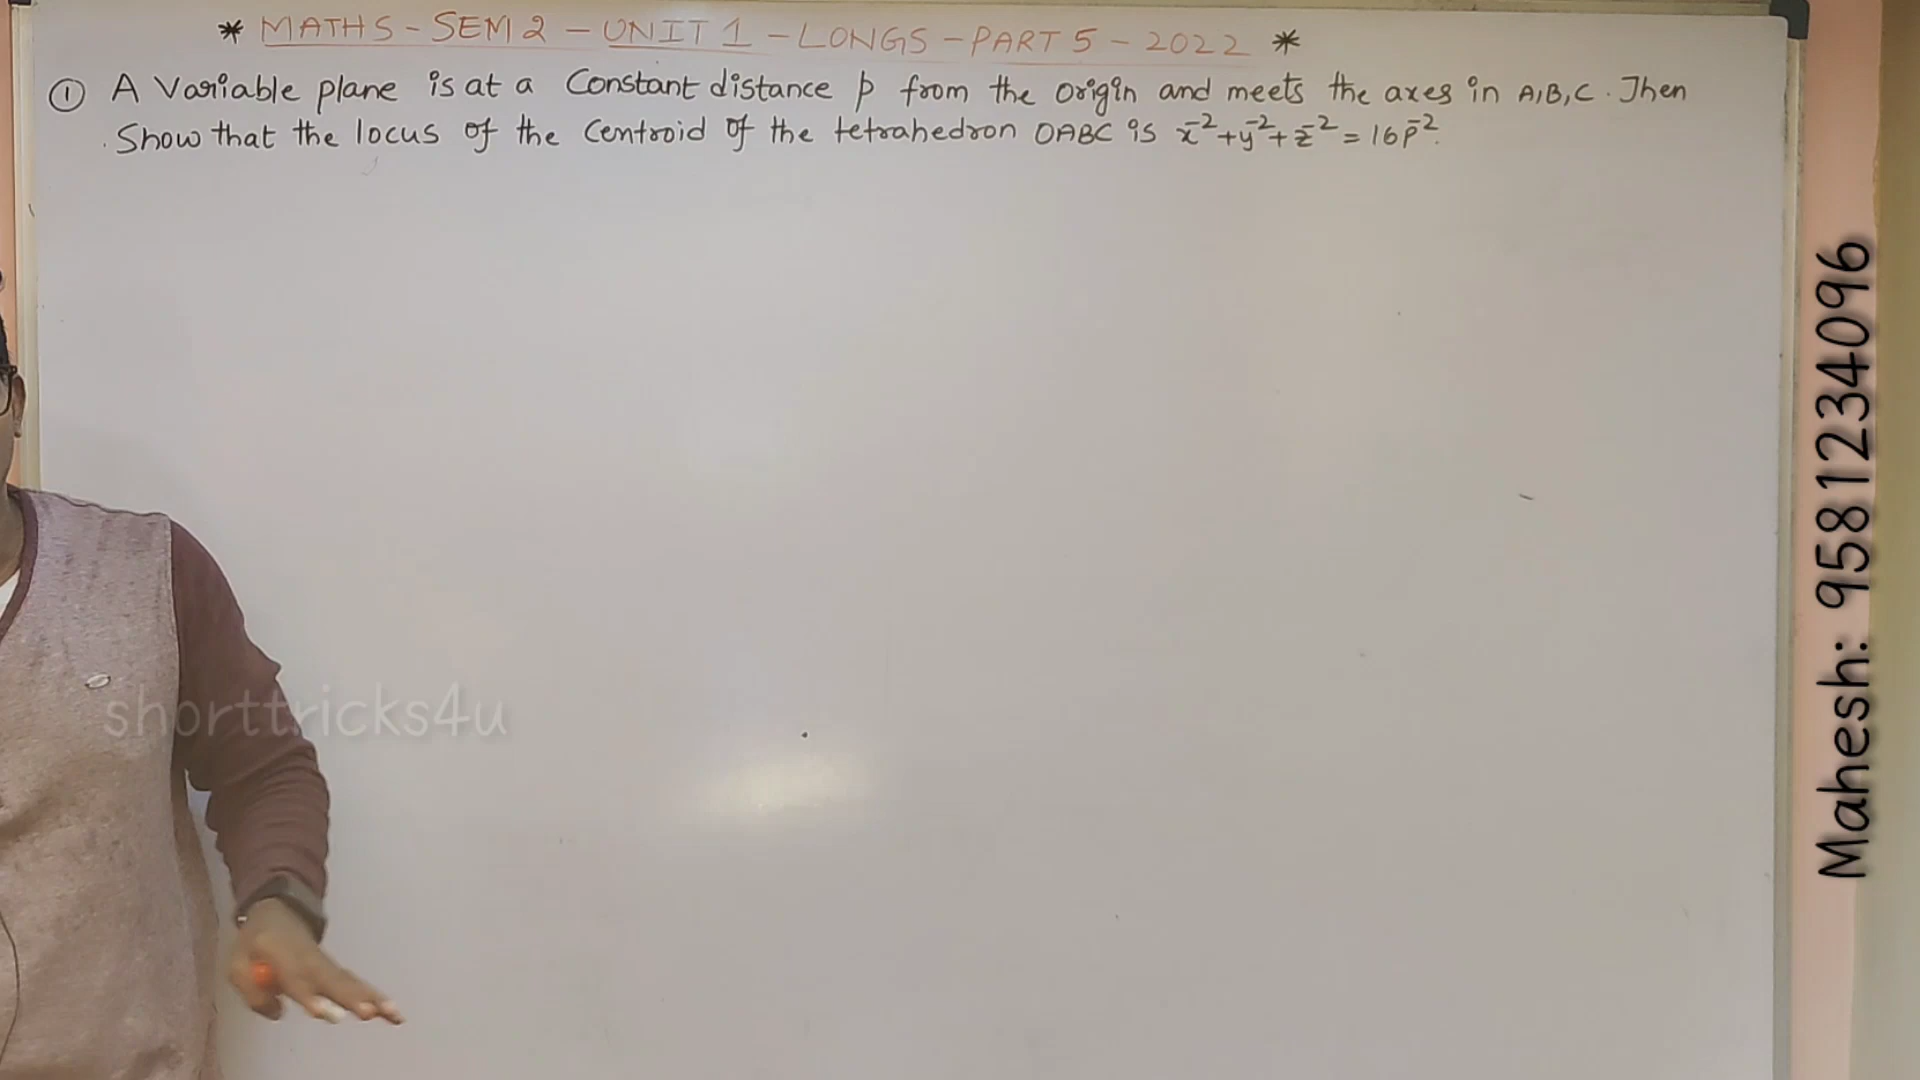 * MATHS - SEM 2 - UNIT 1 - LONGS - PART 5 - 2022 *
① A Variable plane is at a Constant distance p from the origin and meets the axes in A,B,C. Then
Show that the locus of the Centroid of the tetrahedron OABC is x⁻²+y⁻²+z⁻² = 16p⁻².
shorttricks4u
Mahesh: 9581234096